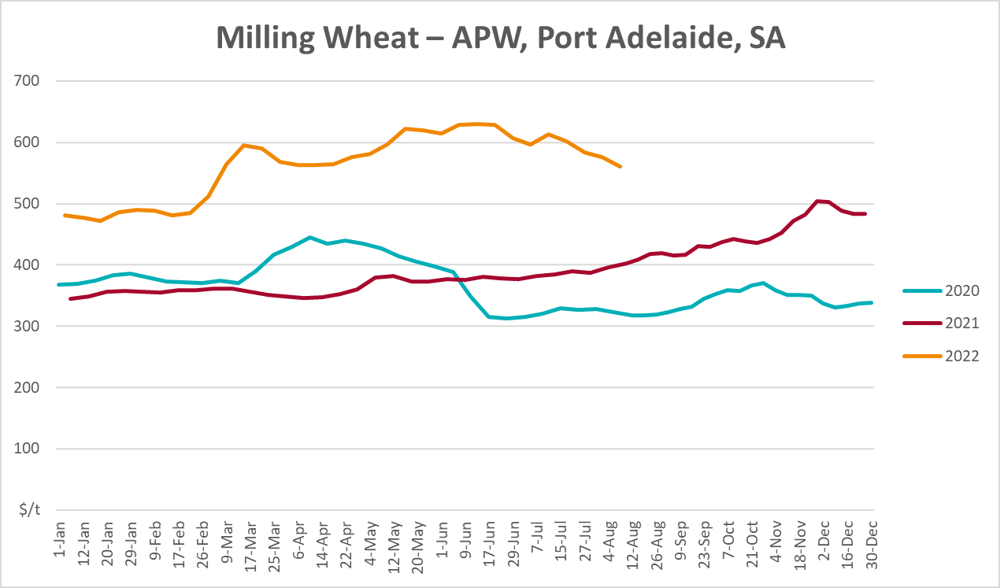 Milling Wheat – APW, Port Adelaide, SA
700
600
500
400
300
200
100
$/t
1-Jan
12-Jan
20-Jan
29-Jan
9-Feb
17-Feb
26-Feb
9-Mar
17-Mar
25-Mar
6-Apr
14-Apr
22-Apr
4-May
12-May
20-May
1-Jun
9-Jun
17-Jun
29-Jun
7-Jul
15-Jul
27-Jul
4-Aug
12-Aug
26-Aug
9-Sep
23-Sep
7-Oct
21-Oct
4-Nov
18-Nov
2-Dec
16-Dec
30-Dec
2020
2021
2022